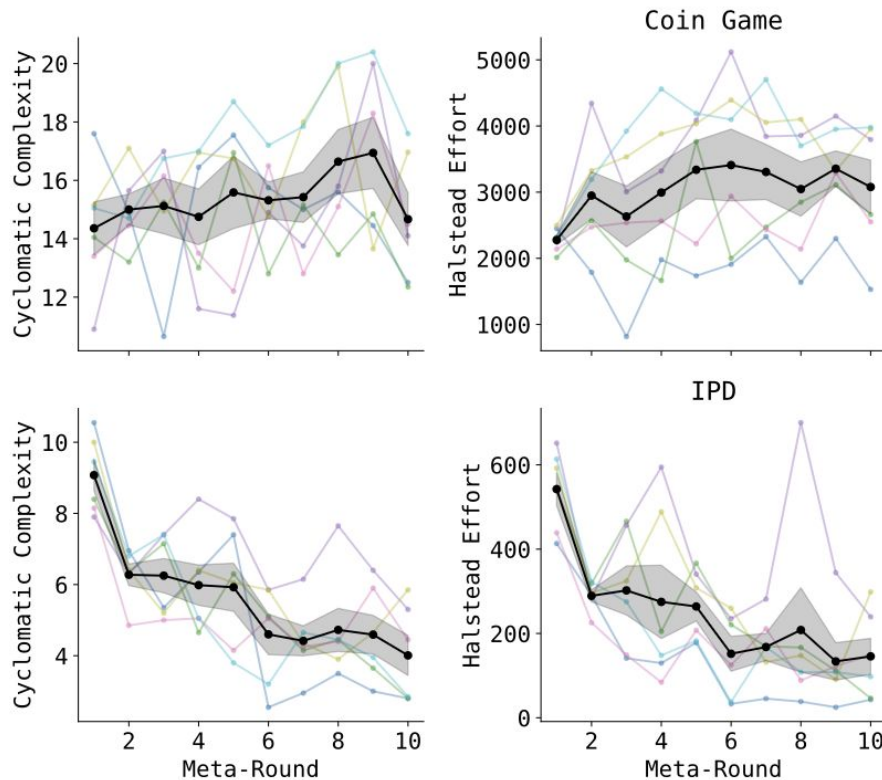 Coin Game
Cyclomatic Complexity
20
18
16
14
12
Halstead Effort
5000
4000
3000
2000
1000
IPD
Cyclomatic Complexity
10
8
6
4
2 4 6 8 10
Meta-Round
Halstead Effort
600
400
200
0
2 4 6 8 10
Meta-Round